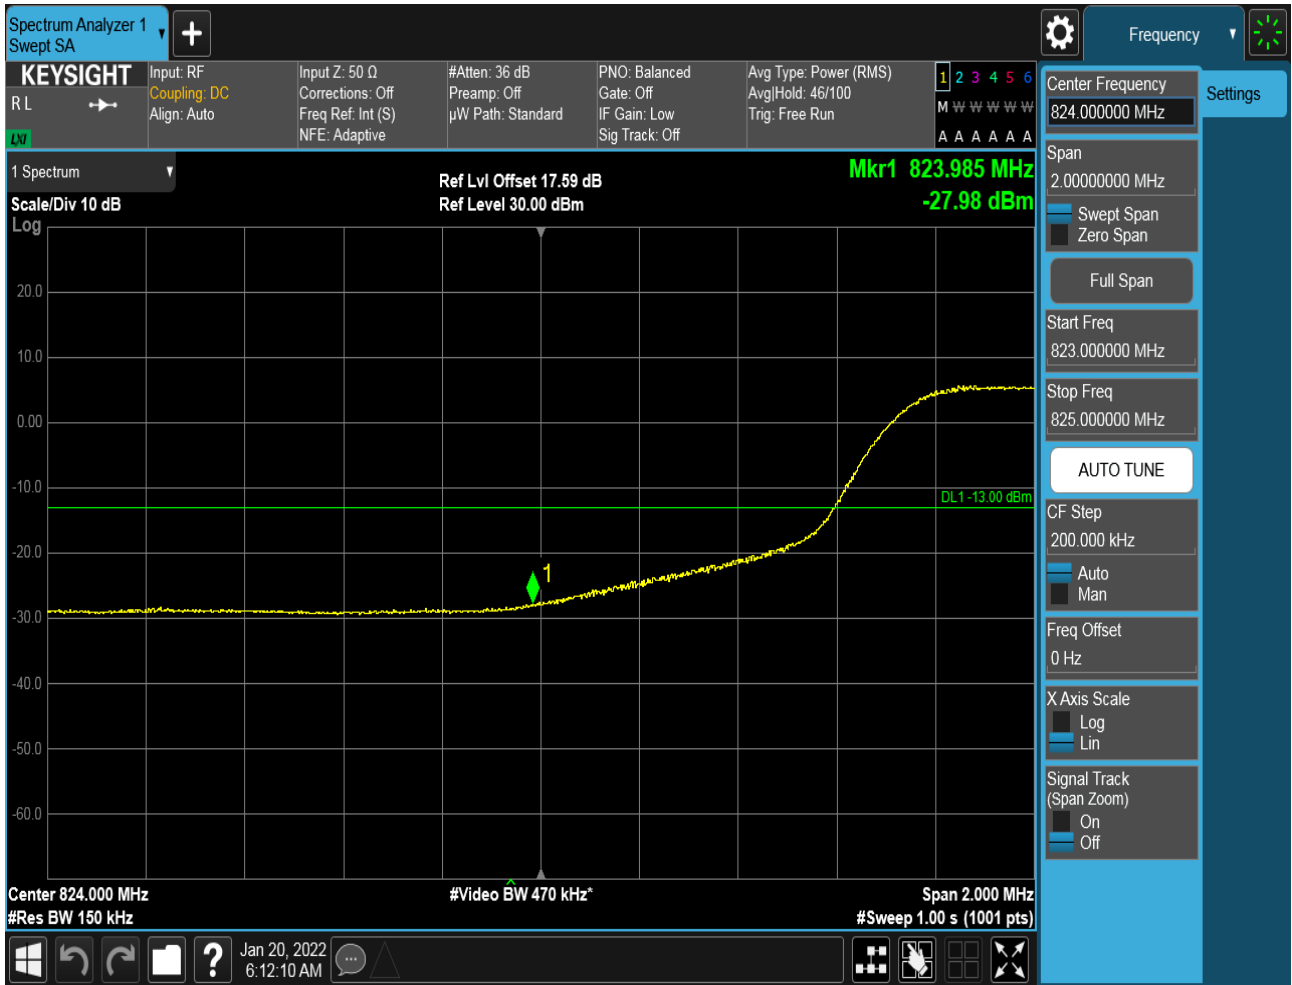 Spectrum Analyzer 1
Swept SA
Frequency
KEYSIGHT
R L
LXI
Input: RF
Coupling: DC
Align: Auto
Input Z: 50 Ω
Corrections: Off
Freq Ref: Int (S)
NFE: Adaptive
#Atten: 36 dB
Preamp: Off
µW Path: Standard
PNO: Balanced
Gate: Off
IF Gain: Low
Sig Track: Off
Avg Type: Power (RMS)
Avg|Hold: 46/100
Trig: Free Run
1 2 3 4 5 6
M W W W W W
A A A A A A
1 Spectrum
Scale/Div 10 dB
Log
Ref Lvl Offset 17.59 dB
Ref Level 30.00 dBm
Mkr1 823.985 MHz
-27.98 dBm
20.0
10.0
0.00
-10.0
-20.0
-30.0
-40.0
-50.0
-60.0
DL1 -13.00 dBm
1
Center 824.000 MHz
#Res BW 150 kHz
#Video BW 470 kHz*
Span 2.000 MHz
#Sweep 1.00 s (1001 pts)
Jan 20, 2022
6:12:10 AM
Center Frequency
824.000000 MHz
Settings
Span
2.00000000 MHz
Swept Span
Zero Span
Full Span
Start Freq
823.000000 MHz
Stop Freq
825.000000 MHz
AUTO TUNE
CF Step
200.000 kHz
Auto
Man
Freq Offset
0 Hz
X Axis Scale
Log
Lin
Signal Track
(Span Zoom)
On
Off